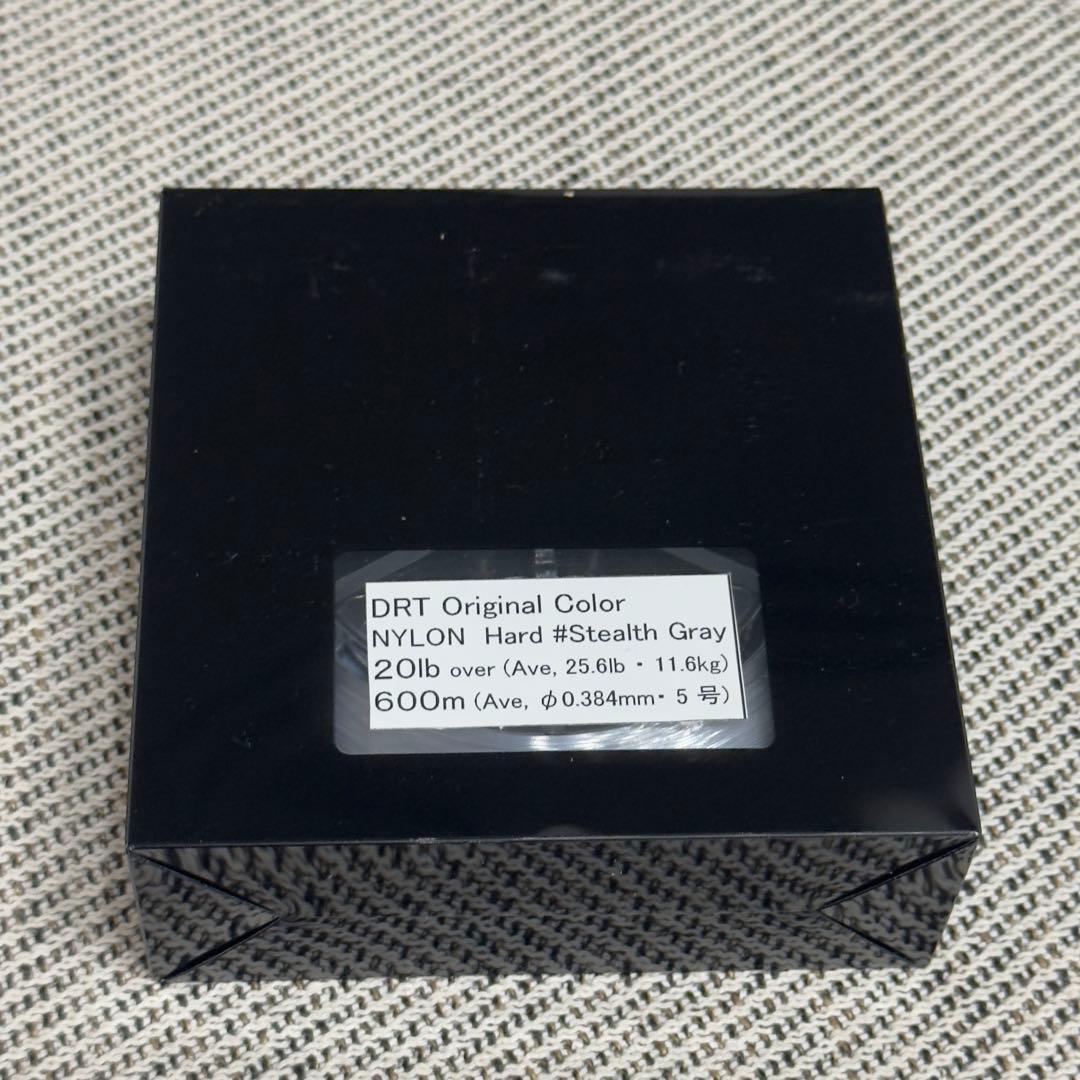 DRT Original Color
NYLON Hard #Stealth Gray
20lb over (Ave, 25.6lb・11.6kg)
600m (Ave, φ0.384mm・5 号)